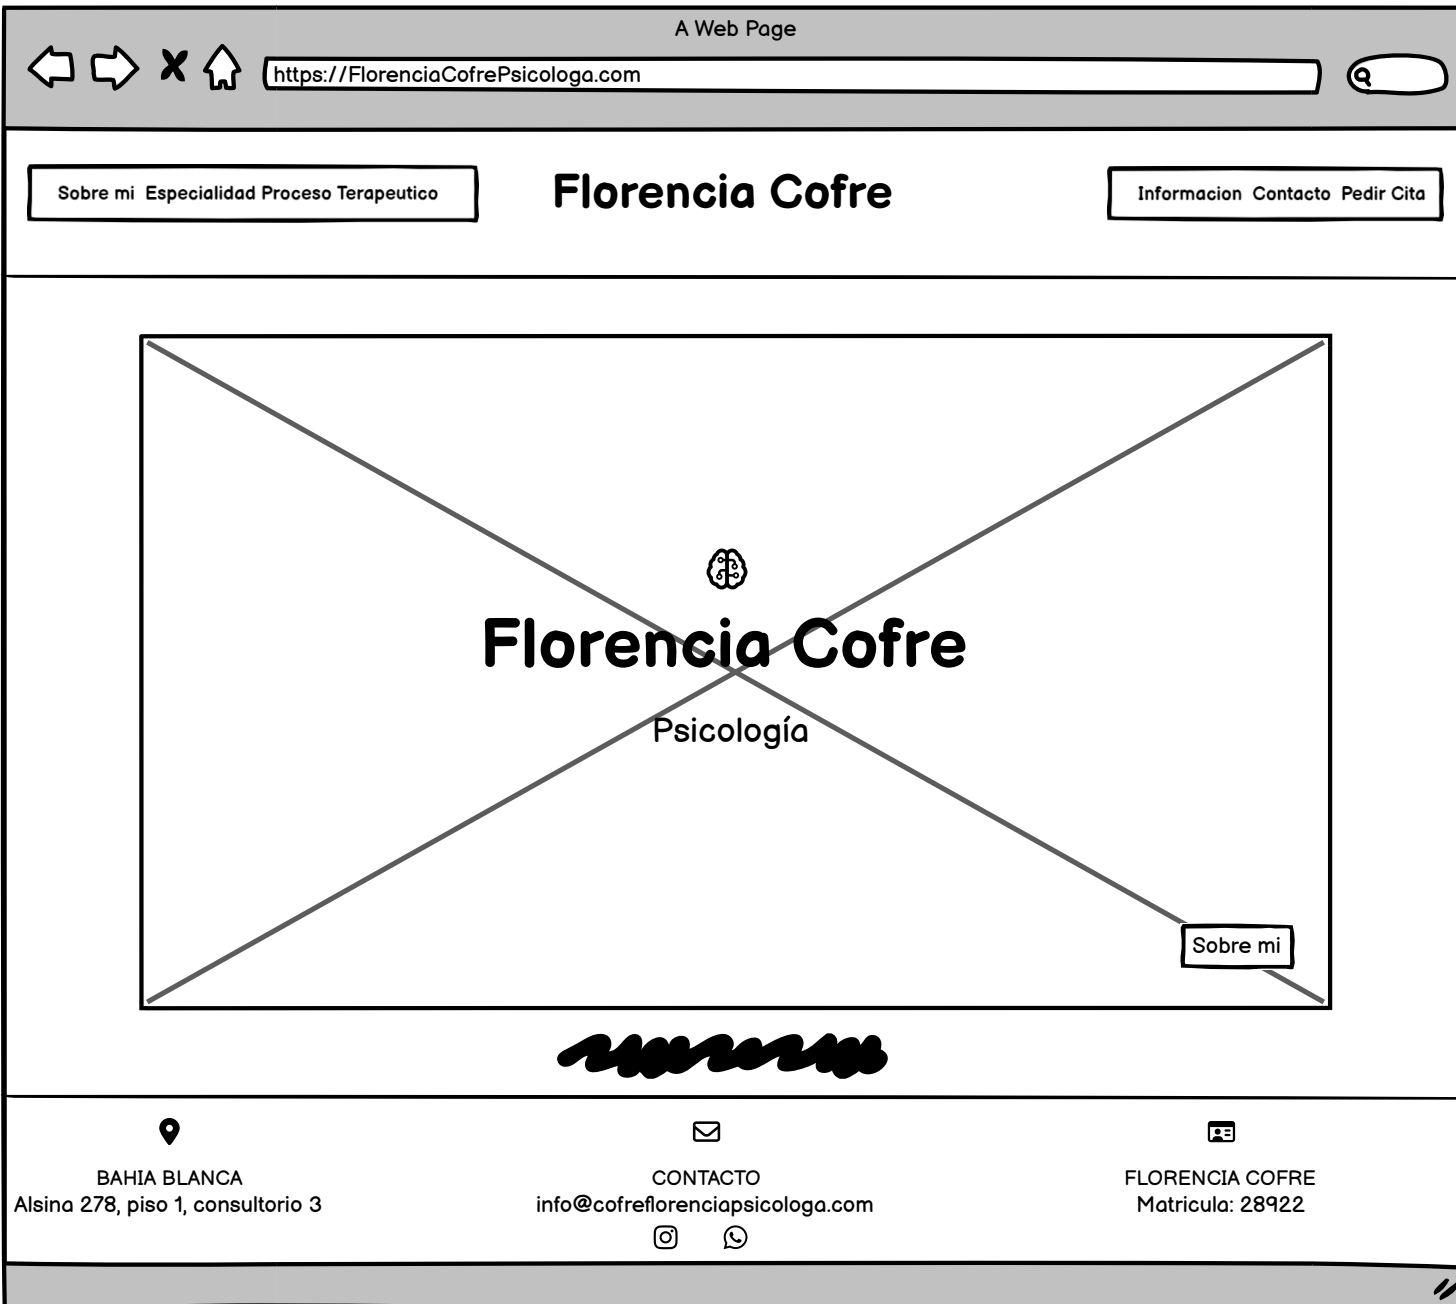 A Web Page
https://FlorenciaCofrePsicologa.com
Sobre mi Especialidad Proceso Terapeutico
Florencia Cofre
Informacion Contacto Pedir Cita
Florencia Cofre
Psicología
Sobre mi
BAHIA BLANCA
Alsina 278, piso 1, consultorio 3
CONTACTO
info@cofreflorenciapsicologa.com
FLORENCIA COFRE
Matricula: 28922